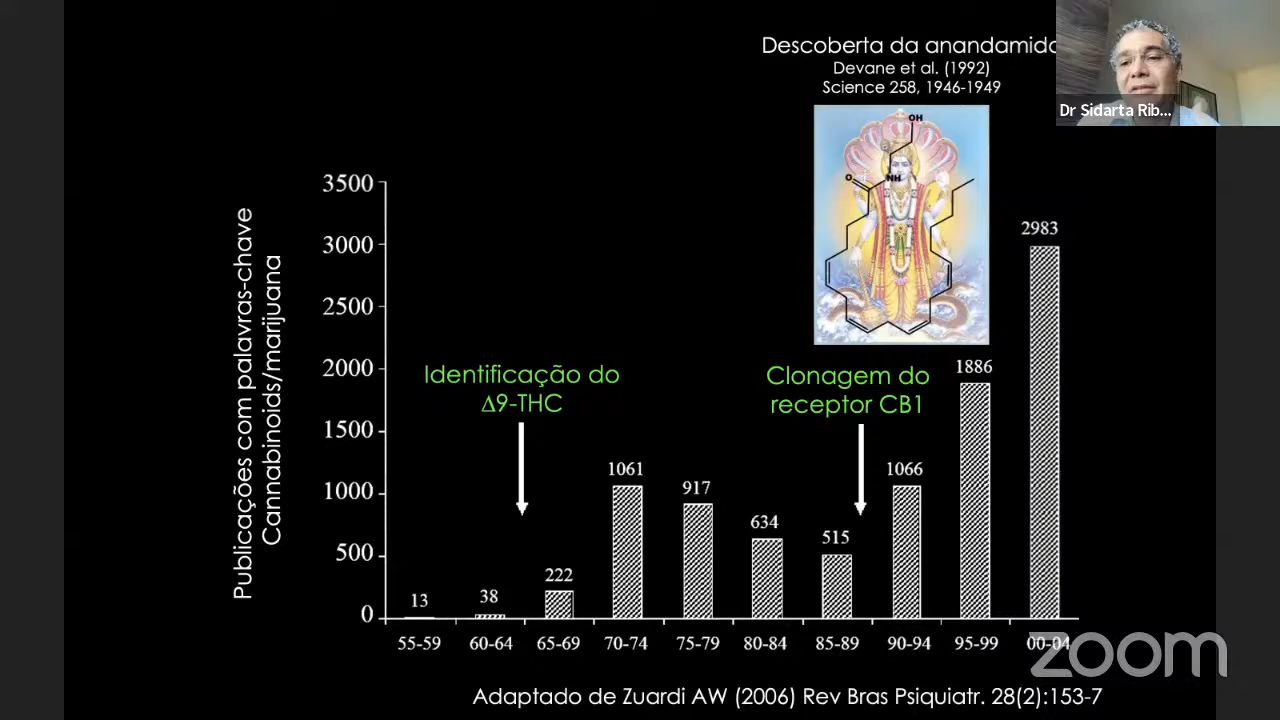 Descoberta da anandamida
Devane et al. (1992)
Science 258, 1946-1949
Dr Sidarta Rib...
OH
O
NH
Publicações com palavras-chave
Cannabinoids/marijuana
3500
3000
2500
2000
1500
1000
500
0
Identificação do
Δ9-THC
Clonagem do
receptor CB1
13
38
222
1061
917
634
515
1066
1886
2983
55-59
60-64
65-69
70-74
75-79
80-84
85-89
90-94
95-99
00-04
zoom
Adaptado de Zuardi AW (2006) Rev Bras Psiquiatr. 28(2):153-7